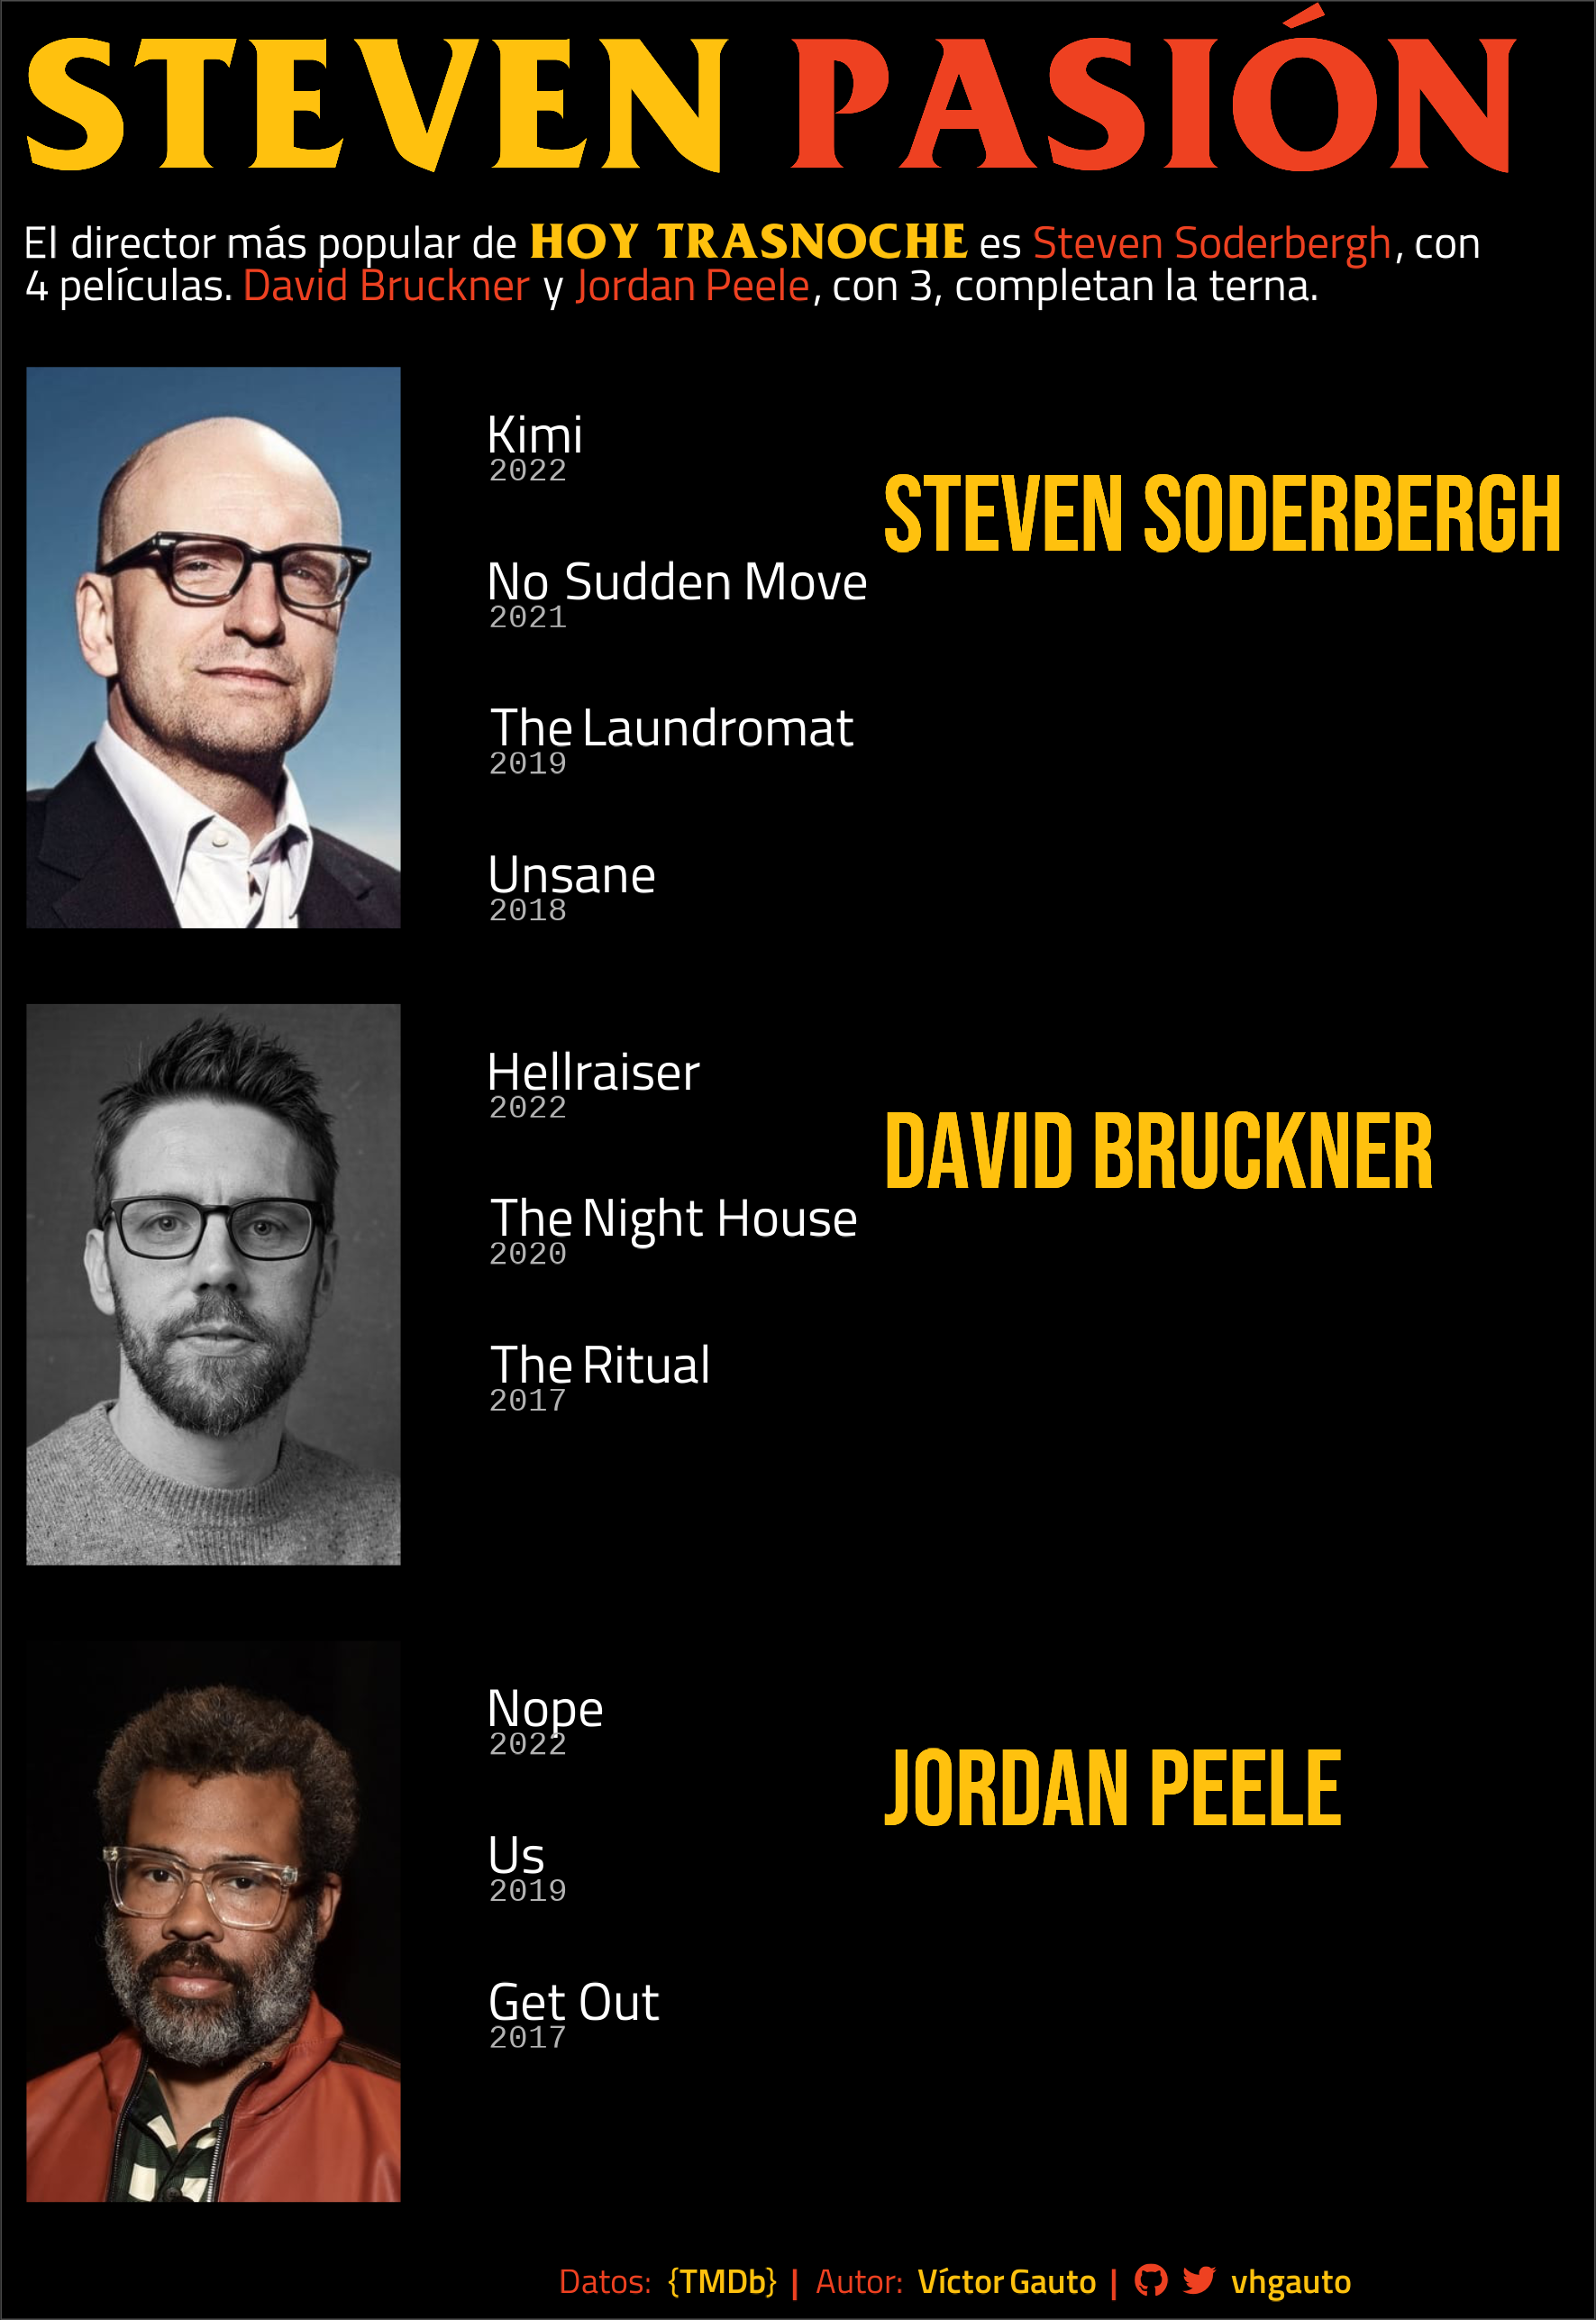 STEVEN PASIÓN
El director más popular de HOY TRASNOCHE es Steven Soderbergh, con
4 películas. David Bruckner y Jordan Peele, con 3, completan la terna.
Kimi
2022
STEVEN SODERBERGH
No Sudden Move
2021
The Laundromat
2019
Unsane
2018
Hellraiser
2022
DAVID BRUCKNER
The Night House
2020
The Ritual
2017
Nope
2022
JORDAN PEELE
Us
2019
Get Out
2017
Datos: {TMDb} | Autor: Víctor Gauto | vhgauto